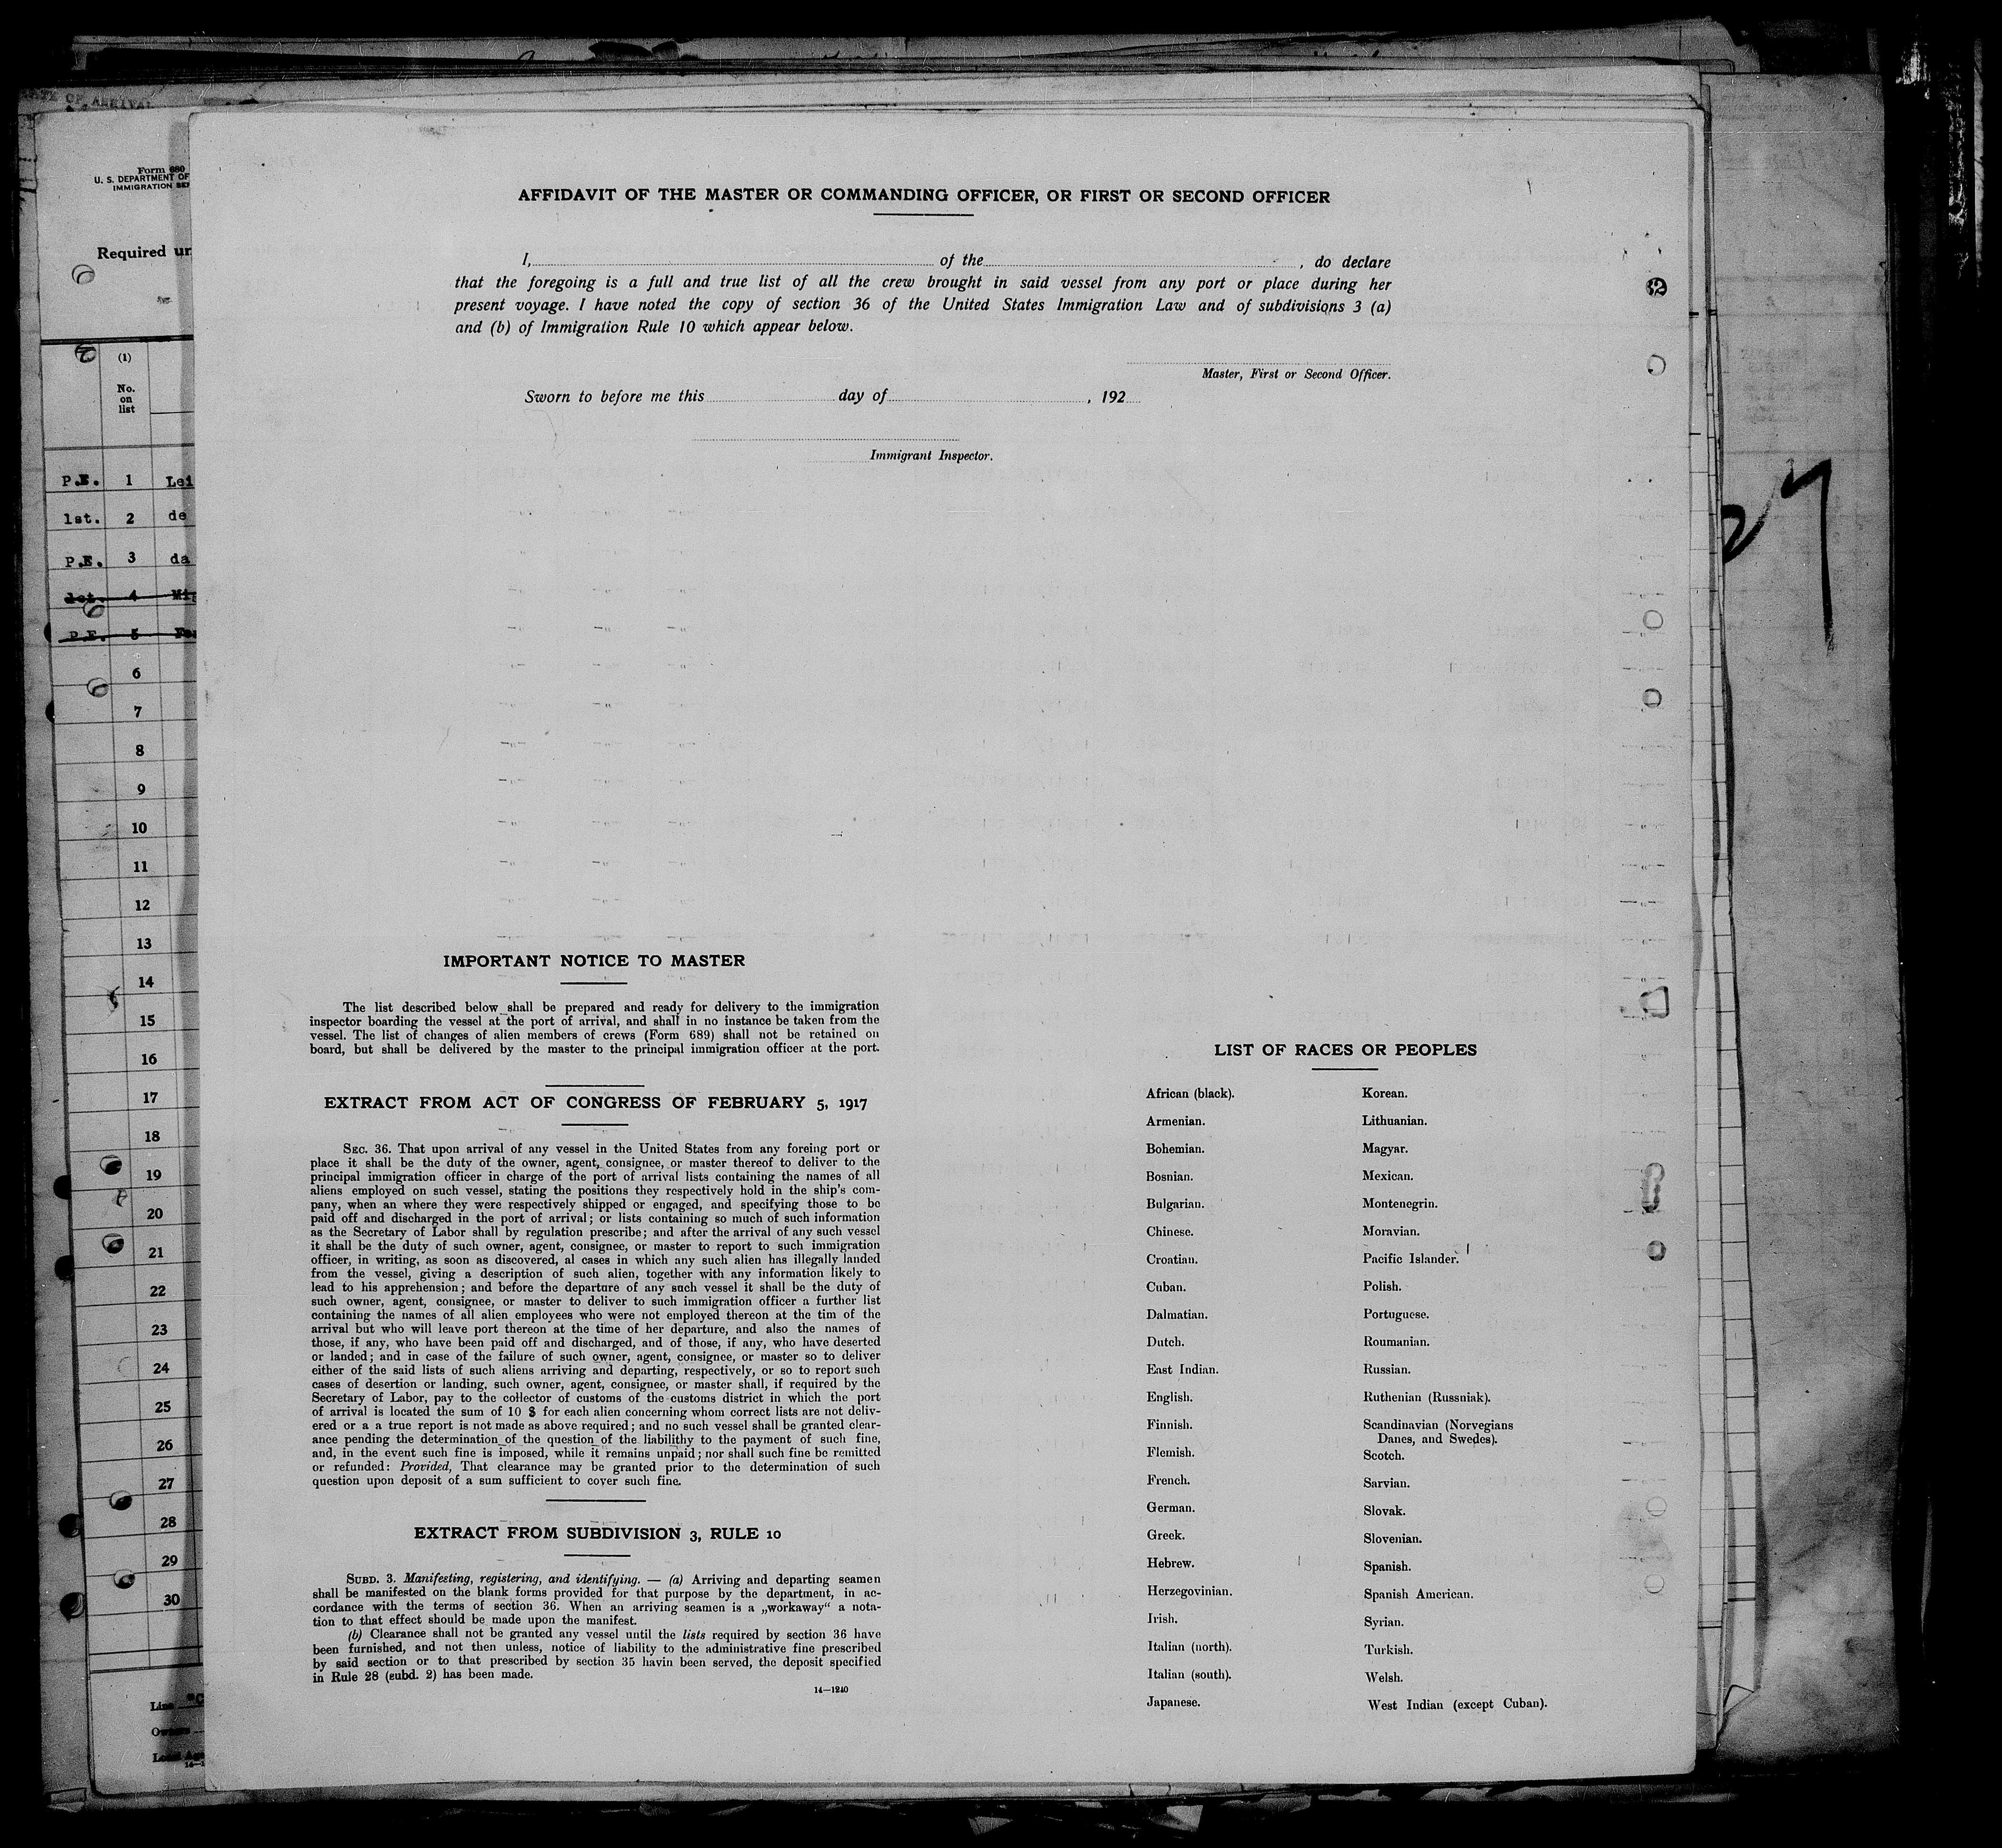 DATE OF ARRIVAL
Form 680
U. S. DEPARTMENT OF
IMMIGRATION SER
Required un
(1)
No.
on
list
P.E. 1 Lei
1st. 2 de
P.E. 3 da
4
P.E. 5
6
7
8
9
10
11
12
13
14
15
16
17
18
19
20
21
22
23
24
25
26
27
28
29
30
Line "C
Owners
Local Age
AFFIDAVIT OF THE MASTER OR COMMANDING OFFICER, OR FIRST OR SECOND OFFICER
I, of the , do declare
that the foregoing is a full and true list of all the crew brought in said vessel from any port or place during her
present voyage. I have noted the copy of section 36 of the United States Immigration Law and of subdivisions 3 (a)
and (b) of Immigration Rule 10 which appear below.
Master, First or Second Officer.
Sworn to before me this day of , 192
Immigrant Inspector.
IMPORTANT NOTICE TO MASTER
The list described below shall be prepared and ready for delivery to the immigration
inspector boarding the vessel at the port of arrival, and shall in no instance be taken from the
vessel. The list of changes of alien members of crews (Form 689) shall not be retained on
board, but shall be delivered by the master to the principal immigration officer at the port.
EXTRACT FROM ACT OF CONGRESS OF FEBRUARY 5, 1917
SEC. 36. That upon arrival of any vessel in the United States from any foreing port or
place it shall be the duty of the owner, agent, consignee, or master thereof to deliver to the
principal immigration officer in charge of the port of arrival lists containing the names of all
aliens employed on such vessel, stating the positions they respectively hold in the ship's com-
pany, when an where they were respectively shipped or engaged, and specifying those to be
paid off and discharged in the port of arrival; or lists containing so much of such information
as the Secretary of Labor shall by regulation prescribe; and after the arrival of any such vessel
it shall be the duty of such owner, agent, consignee, or master to report to such immigration
officer, in writing, as soon as discovered, al cases in which any such alien has illegally landed
from the vessel, giving a description of such alien, together with any information likely to
lead to his apprehension; and before the departure of any such vessel it shall be the duty of
such owner, agent, consignee, or master to deliver to such immigration officer a further list
containing the names of all alien employees who were not employed thereon at the tim of the
arrival but who will leave port thereon at the time of her departure, and also the names of
those, if any, who have been paid off and discharged, and of those, if any, who have deserted
or landed; and in case of the failure of such owner, agent, consignee, or master so to deliver
either of the said lists of such aliens arriving and departing, respectively, or so to report such
cases of desertion or landing, such owner, agent, consignee, or master shall, if required by the
Secretary of Labor, pay to the collector of customs of the customs district in which the port
of arrival is located the sum of 10 $ for each alien concerning whom correct lists are not deliv-
ered or a a true report is not made as above required; and no such vessel shall be granted clear-
ance pending the determination of the question of the liabilithy to the payment of such fine,
and, in the event such fine is imposed, while it remains unpaid; nor shall such fine be remitted
or refunded: Provided, That clearance may be granted prior to the determination of such
question upon deposit of a sum sufficient to cover such fine.
EXTRACT FROM SUBDIVISION 3, RULE 10
SUBD. 3. Manifesting, registering, and identifying. — (a) Arriving and departing seamen
shall be manifested on the blank forms provided for that purpose by the department, in ac-
cordance with the terms of section 36. When an arriving seamen is a „workaway“ a nota-
tion to that effect should be made upon the manifest.
(b) Clearance shall not be granted any vessel until the lists required by section 36 have
been furnished, and not then unless, notice of liability to the administrative fine prescribed
by said section or to that prescribed by section 35 havin been served, the deposit specified
in Rule 28 (subd. 2) has been made.
14—1240
LIST OF RACES OR PEOPLES
African (black).
Armenian.
Bohemian.
Bosnian.
Bulgarian.
Chinese.
Croatian.
Cuban.
Dalmatian.
Dutch.
East Indian.
English.
Finnish.
Flemish.
French.
German.
Greek.
Hebrew.
Herzegovinian.
Irish.
Italian (north).
Italian (south).
Japanese.
Korean.
Lithuanian.
Magyar.
Mexican.
Montenegrin.
Moravian.
Pacific Islander.
Polish.
Portuguese.
Roumanian.
Russian.
Ruthenian (Russniak).
Scandinavian (Norvegians
Danes, and Swedes).
Scotch.
Sarvian.
Slovak.
Slovenian.
Spanish.
Spanish American.
Syrian.
Turkish.
Welsh.
West Indian (except Cuban).